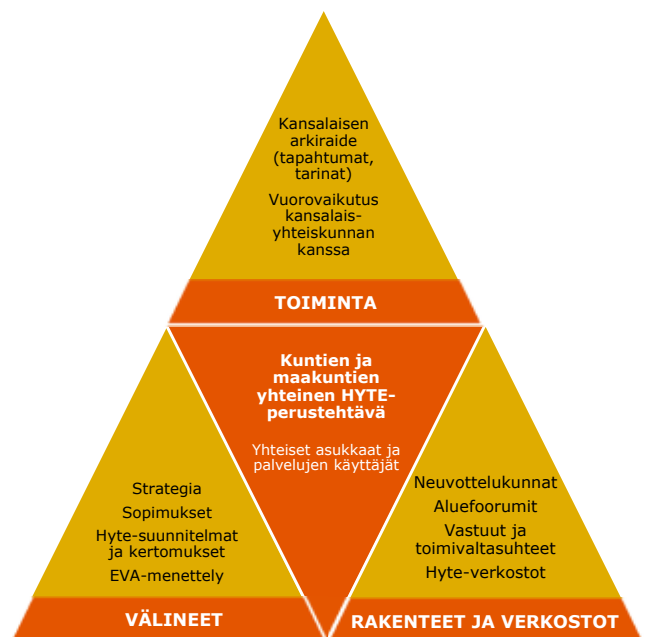 Kansalaisen
arkiraide
(tapahtumat,
tarinat)
Vuorovaikutus
kansalais-
yhteiskunnan
kanssa
TOIMINTA
Kuntien ja
maakuntien
yhteinen HYTE-
perustehtävä
Yhteiset asukkaat ja
palvelujen käyttäjät
Strategia
Sopimukset
Hyte-suunnitelmat
ja kertomukset
EVA-menettely
VÄLINEET
Neuvottelukunnat
Aluefoorumit
Vastuut ja
toimivaltasuhteet
Hyte-verkostot
RAKENTEET JA VERKOSTOT